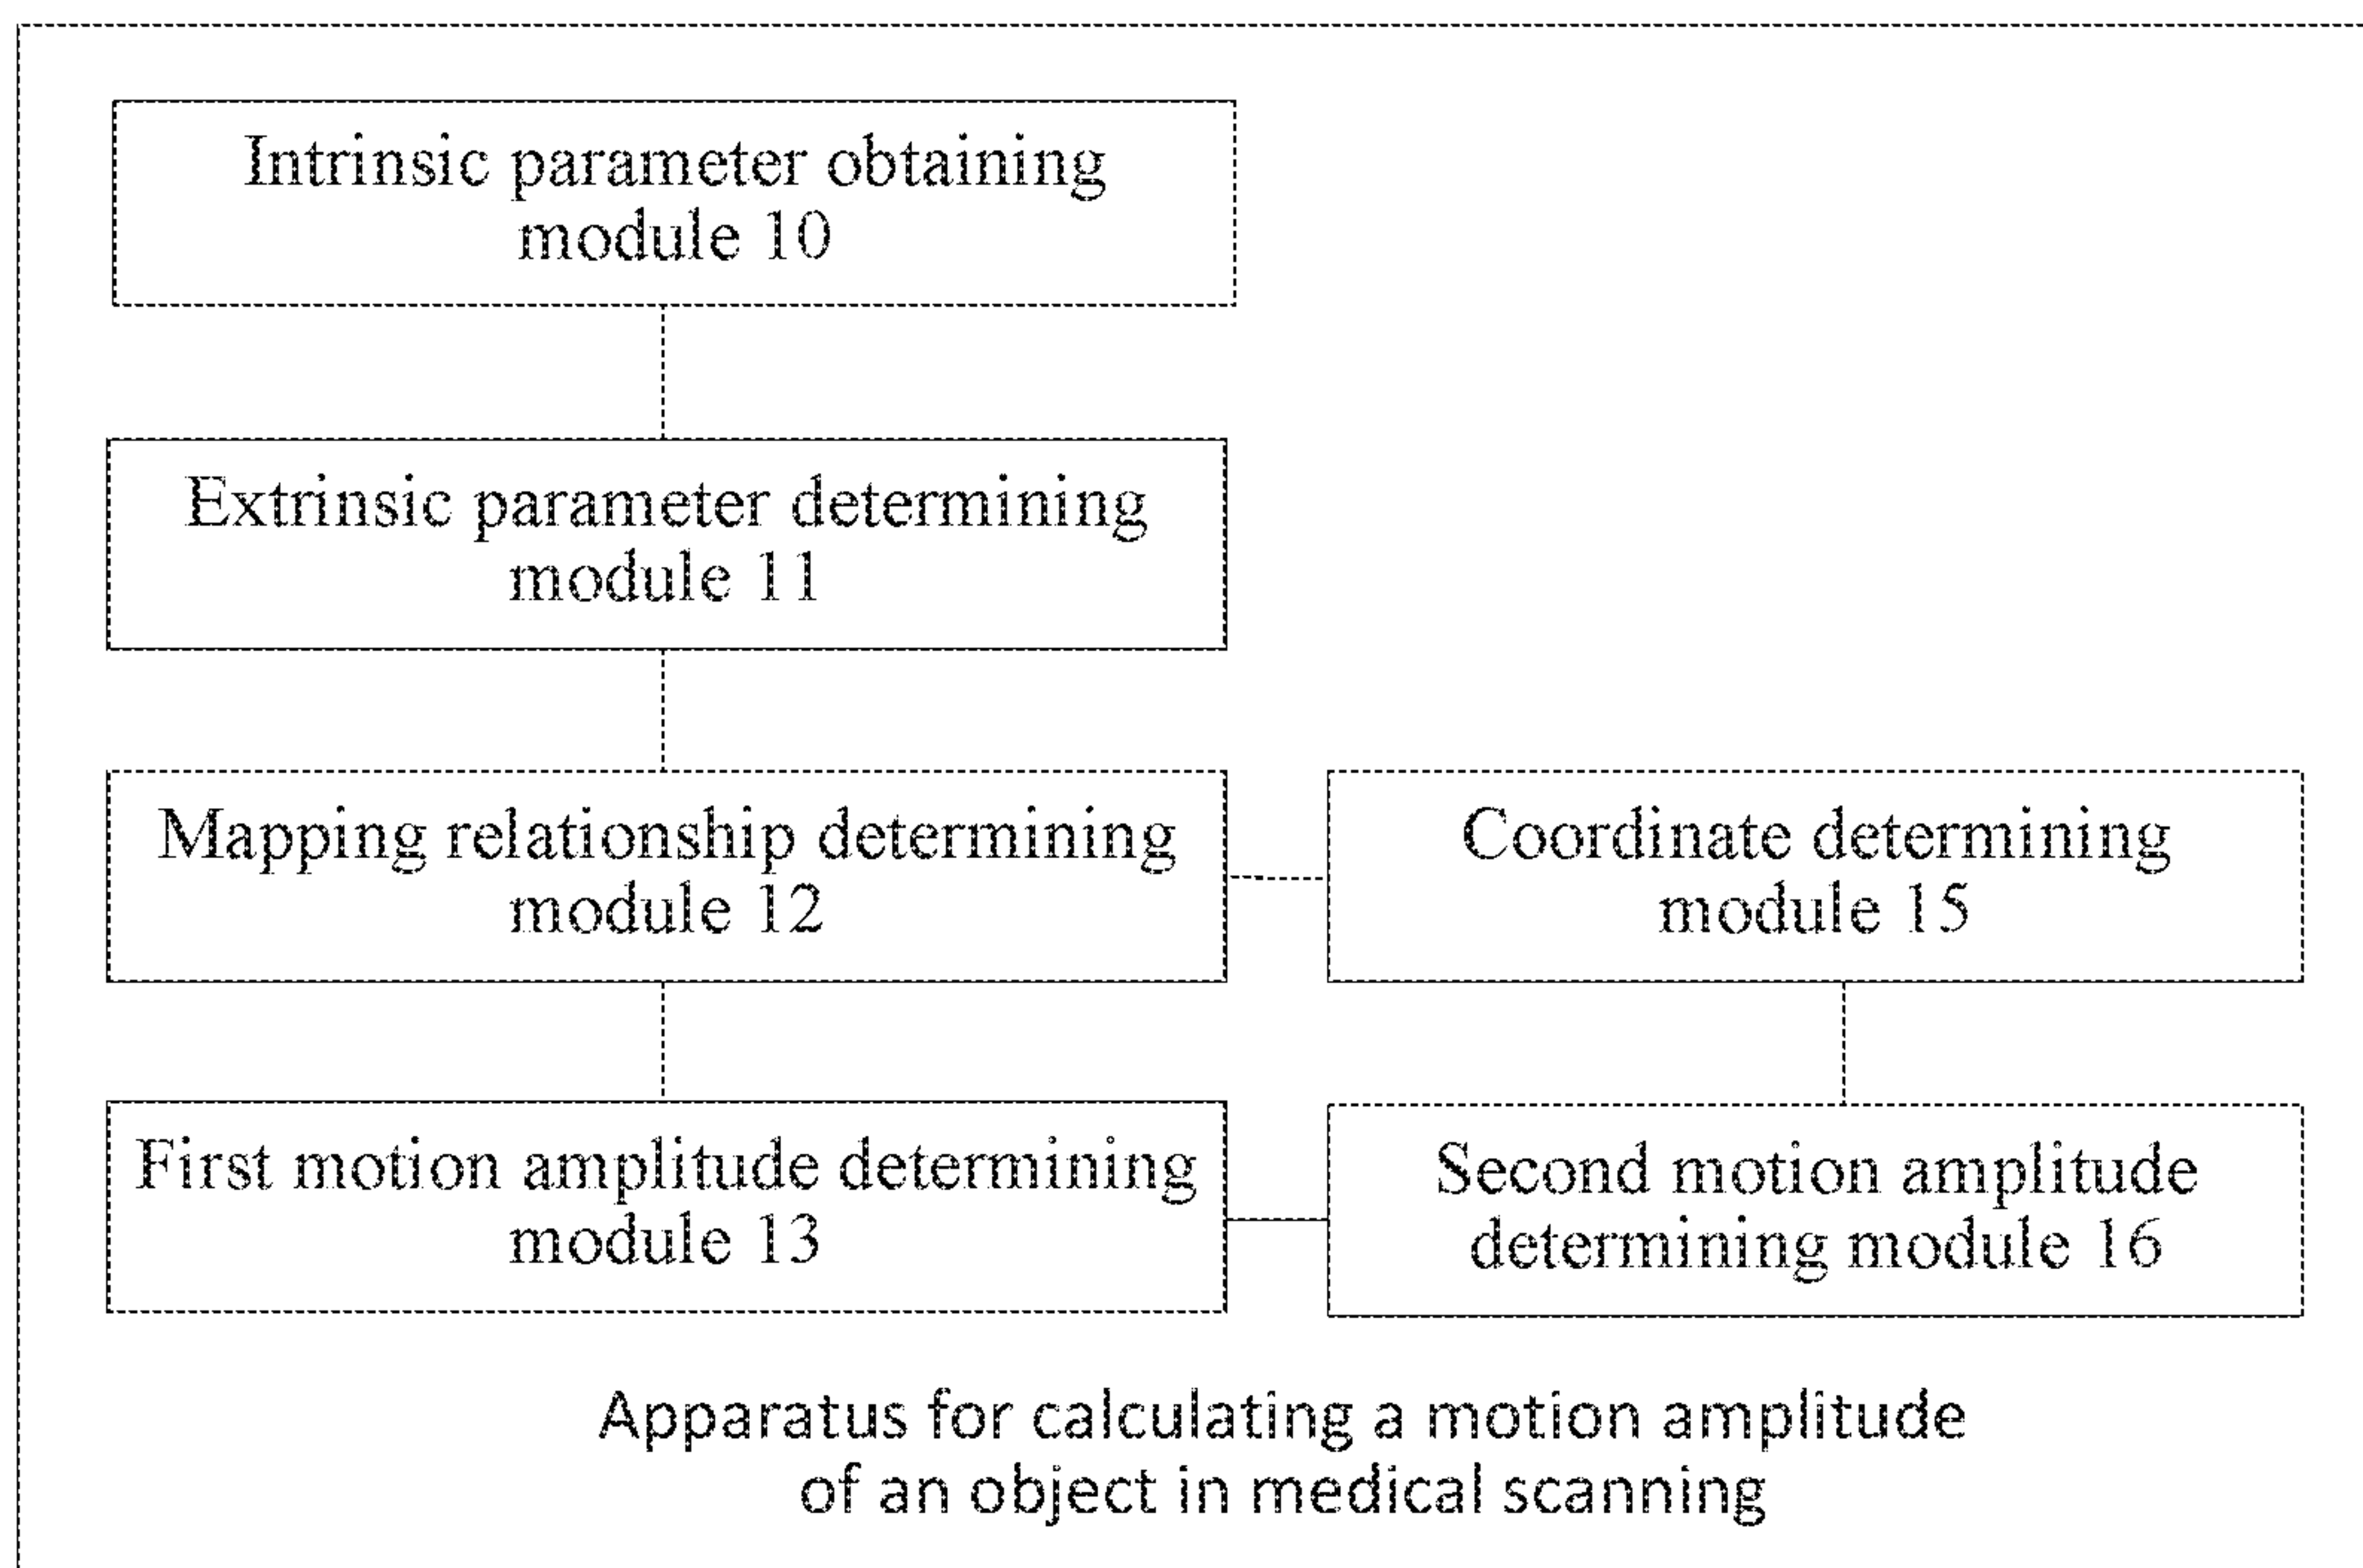 Intrinsic parameter obtaining
module 10
Extrinsic parameter determining
module 11
Mapping relationship determining
module 12
Coordinate determining
module 15
First motion amplitude determining
module 13
Second motion amplitude
determining module 16
Apparatus for calculating a motion amplitude
of an object in medical scanning